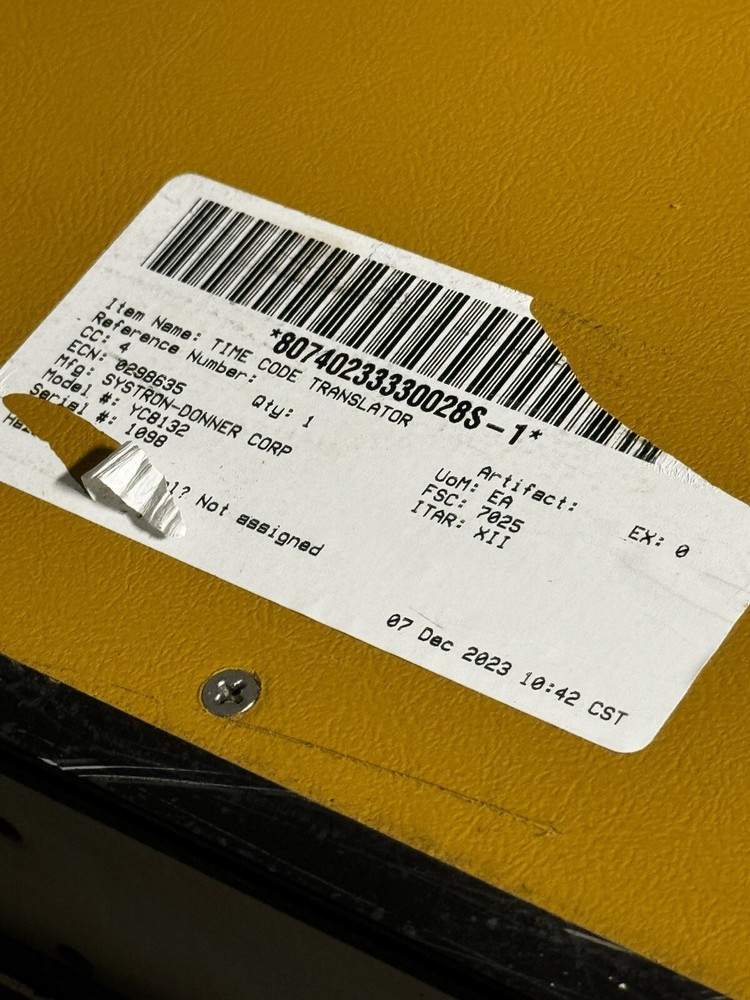 *80740233330028S-1*
Item Name: TIME CODE TRANSLATOR
Reference Number:
CC: 4
ECN: 0298635 Qty: 1
Mfg: SYSTRON-DONNER CORP
Model #: YC8132
Serial #: 1098
Not assigned
Artifact:
UoM: EA
FSC: 7025 EX: 0
ITAR: XII
07 Dec 2023 10:42 CST